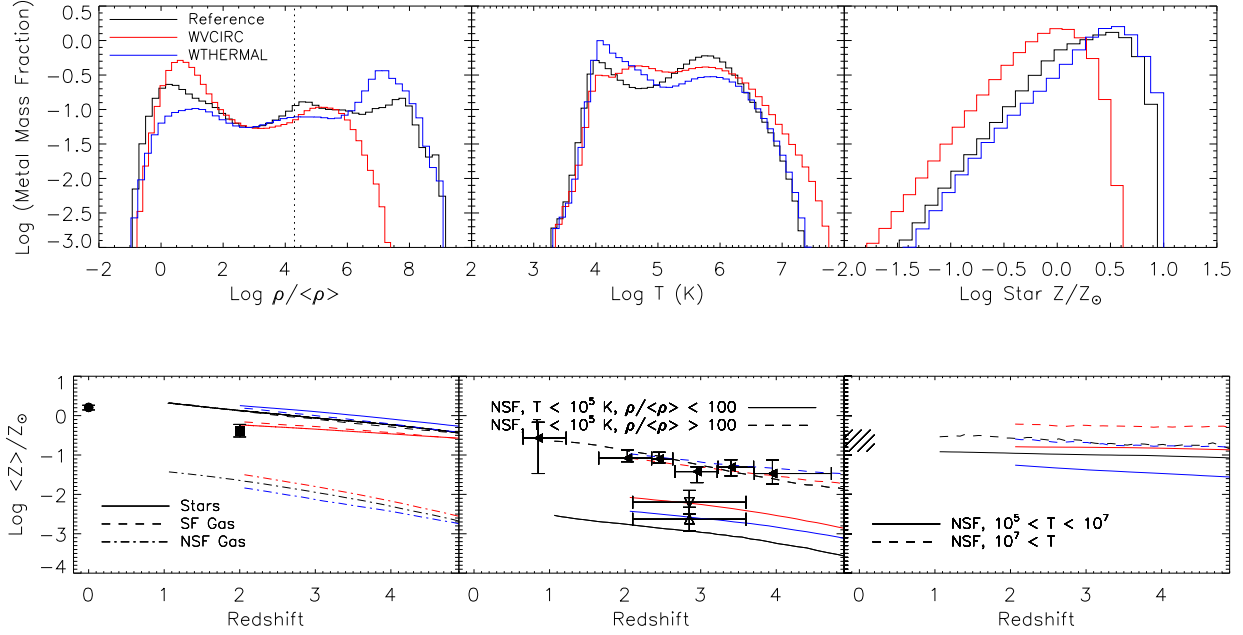 Reference
WVCIRC
WTHERMAL
Log (Metal Mass Fraction)
0.5
0.0
−0.5
−1.0
−1.5
−2.0
−2.5
−3.0
−2 0 2 4 6 8
Log ρ/<ρ>
2 3 4 5 6 7
Log T (K)
−2.0 −1.5 −1.0 −0.5 0.0 0.5 1.0 1.5
Log Star Z/Z⊙
Log <Z>/Z⊙
1
0
−1
−2
−3
−4
Stars
SF Gas
NSF Gas
0 1 2 3 4
Redshift
NSF, T < 10⁵ K, ρ/<ρ> < 100
NSF, T < 10⁵ K, ρ/<ρ> > 100
0 1 2 3 4
Redshift
NSF, 10⁵ < T < 10⁷
NSF, 10⁷ < T
0 1 2 3 4
Redshift